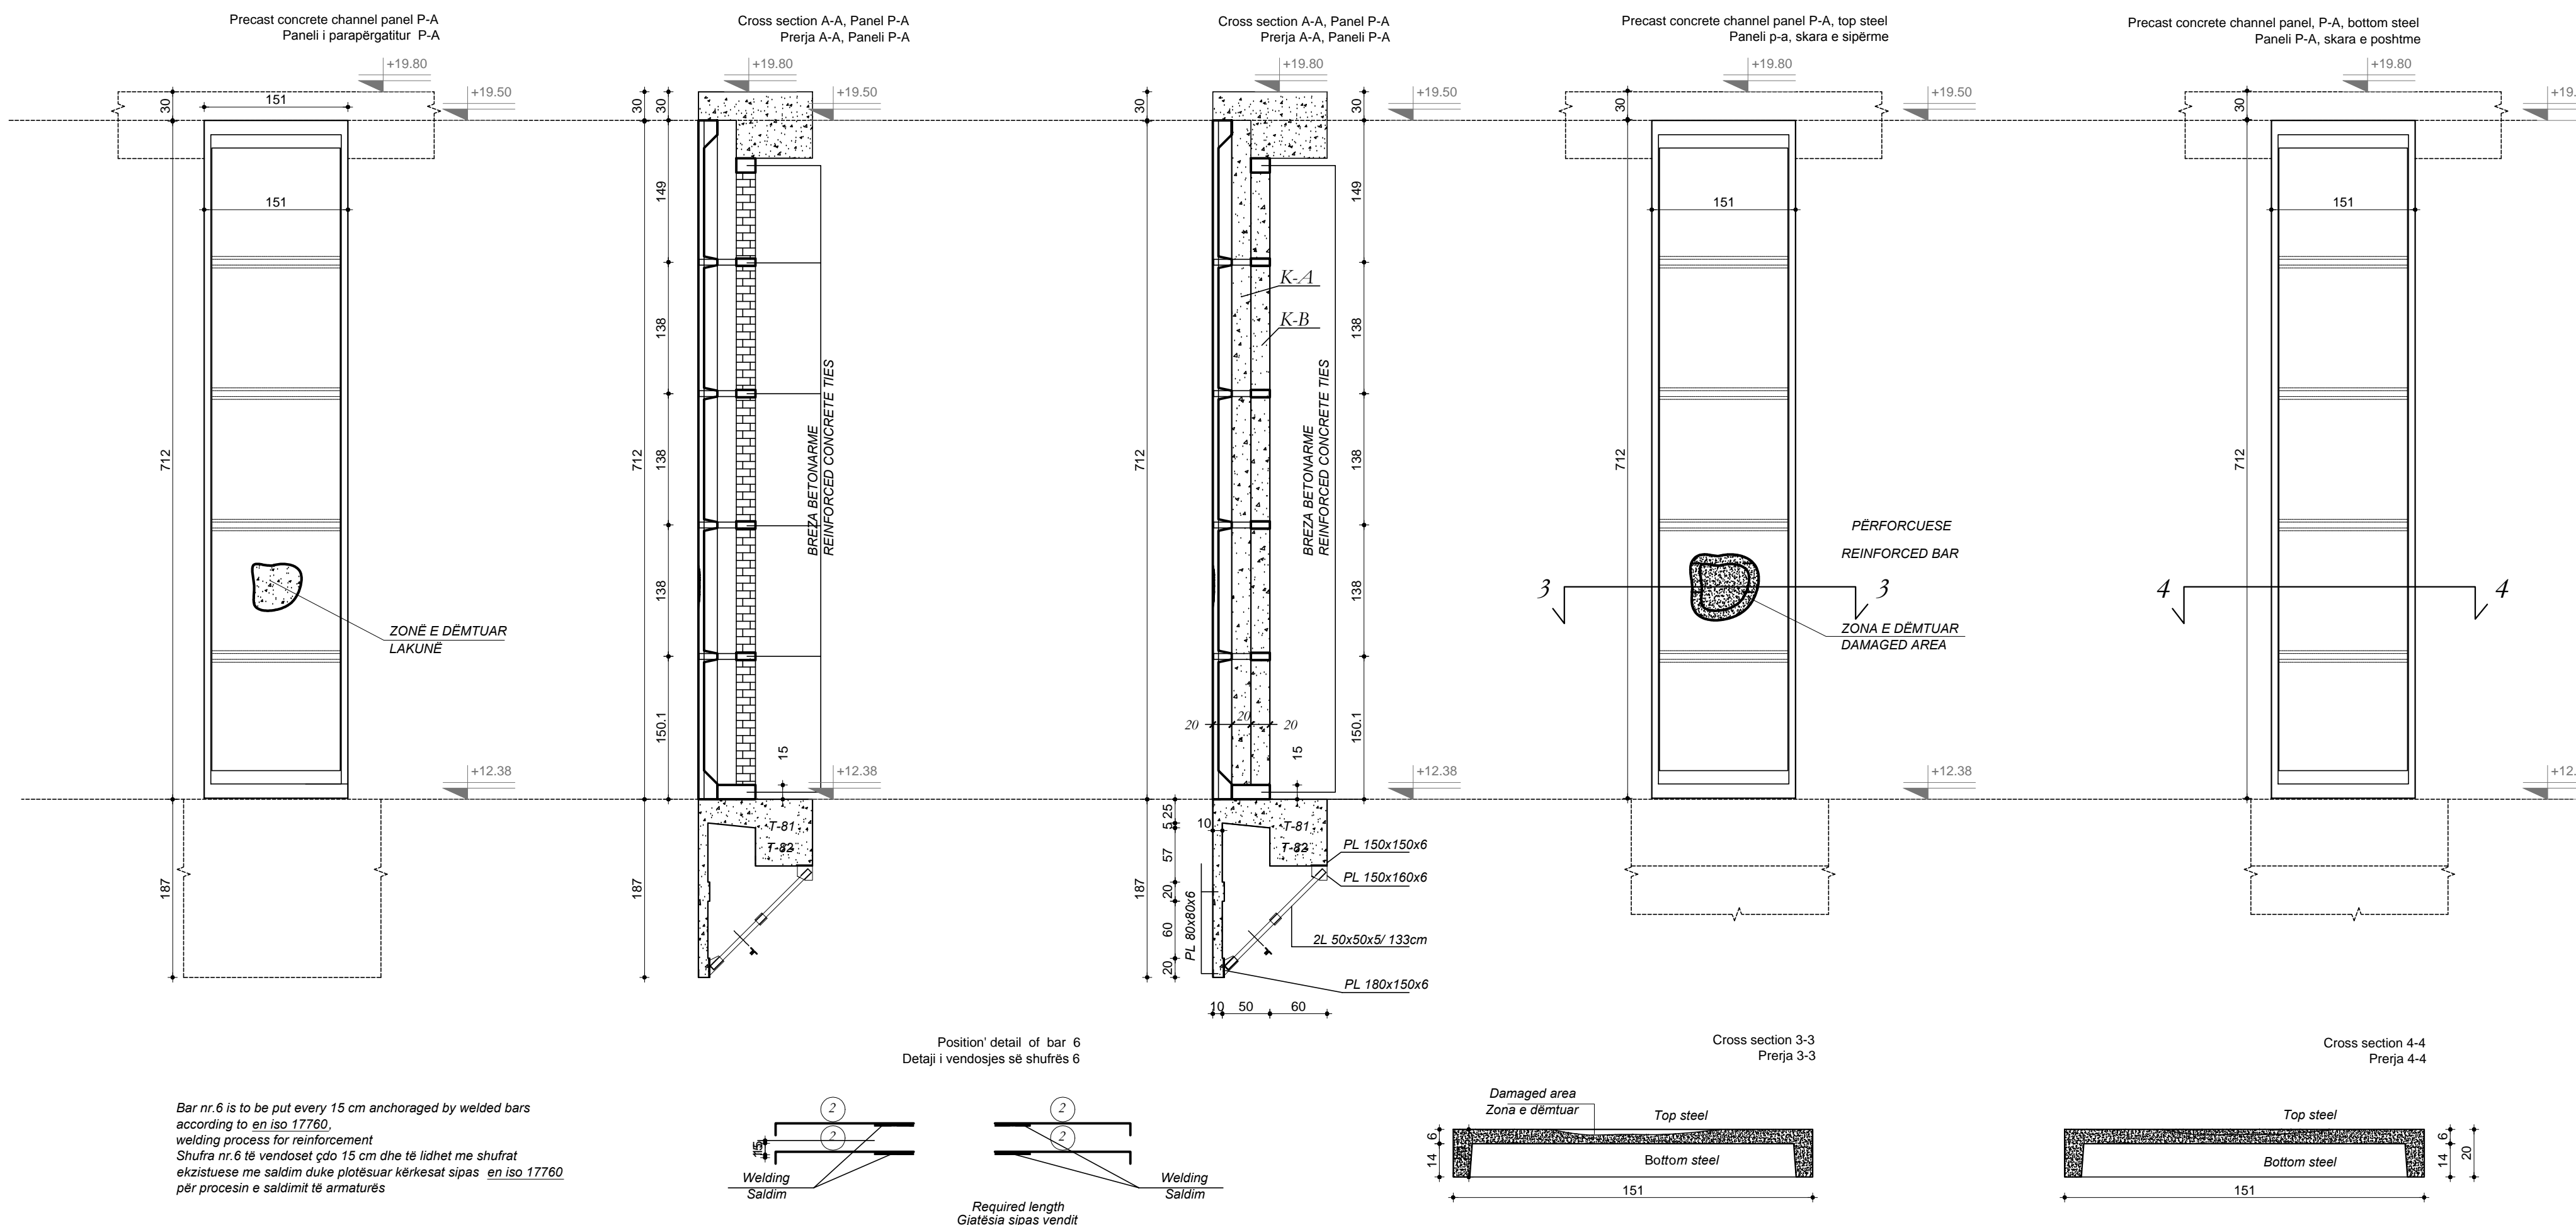 Precast concrete channel panel P-A
Paneli i parapërgatitur P-A
+19.80
+19.50
30
151
151
712
187
+12.38
ZONË E DËMTUAR
LAKUNË
Cross section A-A, Panel P-A
Prerja A-A, Paneli P-A
+19.80
+19.50
30
30
149
138
138
138
150.1
712
187
15
+12.38
BREZA BETONARME
REINFORCED CONCRETE TIES
T-81
T-82
Cross section A-A, Panel P-A
Prerja A-A, Paneli P-A
+19.80
+19.50
30
30
149
138
138
138
150.1
712
187
K-A
K-B
BREZA BETONARME
REINFORCED CONCRETE TIES
20
20
20
15
+12.38
25
5
57
20
60
20
10
T-81
T-82
PL 150x150x6
PL 150x160x6
PL 80x80x6
2L 50x50x5/ 133cm
PL 180x150x6
10
50
60
Precast concrete channel panel P-A, top steel
Paneli p-a, skara e sipërme
+19.80
+19.50
30
151
712
PËRFORCUESE
REINFORCED BAR
3
3
ZONA E DËMTUAR
DAMAGED AREA
+12.38
Precast concrete channel panel, P-A, bottom steel
Paneli P-A, skara e poshtme
+19.80
+19.
30
151
712
4
4
+12.
Bar nr.6 is to be put every 15 cm anchoraged by welded bars
according to en iso 17760,
welding process for reinforcement
Shufra nr.6 të vendoset çdo 15 cm dhe të lidhet me shufrat
ekzistuese me saldim duke plotësuar kërkesat sipas en iso 17760
për procesin e saldimit të armaturës
Position' detail of bar 6
Detaji i vendosjes së shufrës 6
2
2
2
2
Welding
Saldim
Welding
Saldim
Required length
Gjatësia sipas vendit
Cross section 3-3
Prerja 3-3
Damaged area
Zona e dëmtuar
Top steel
Bottom steel
6
14
151
Cross section 4-4
Prerja 4-4
Top steel
Bottom steel
6
14
20
151